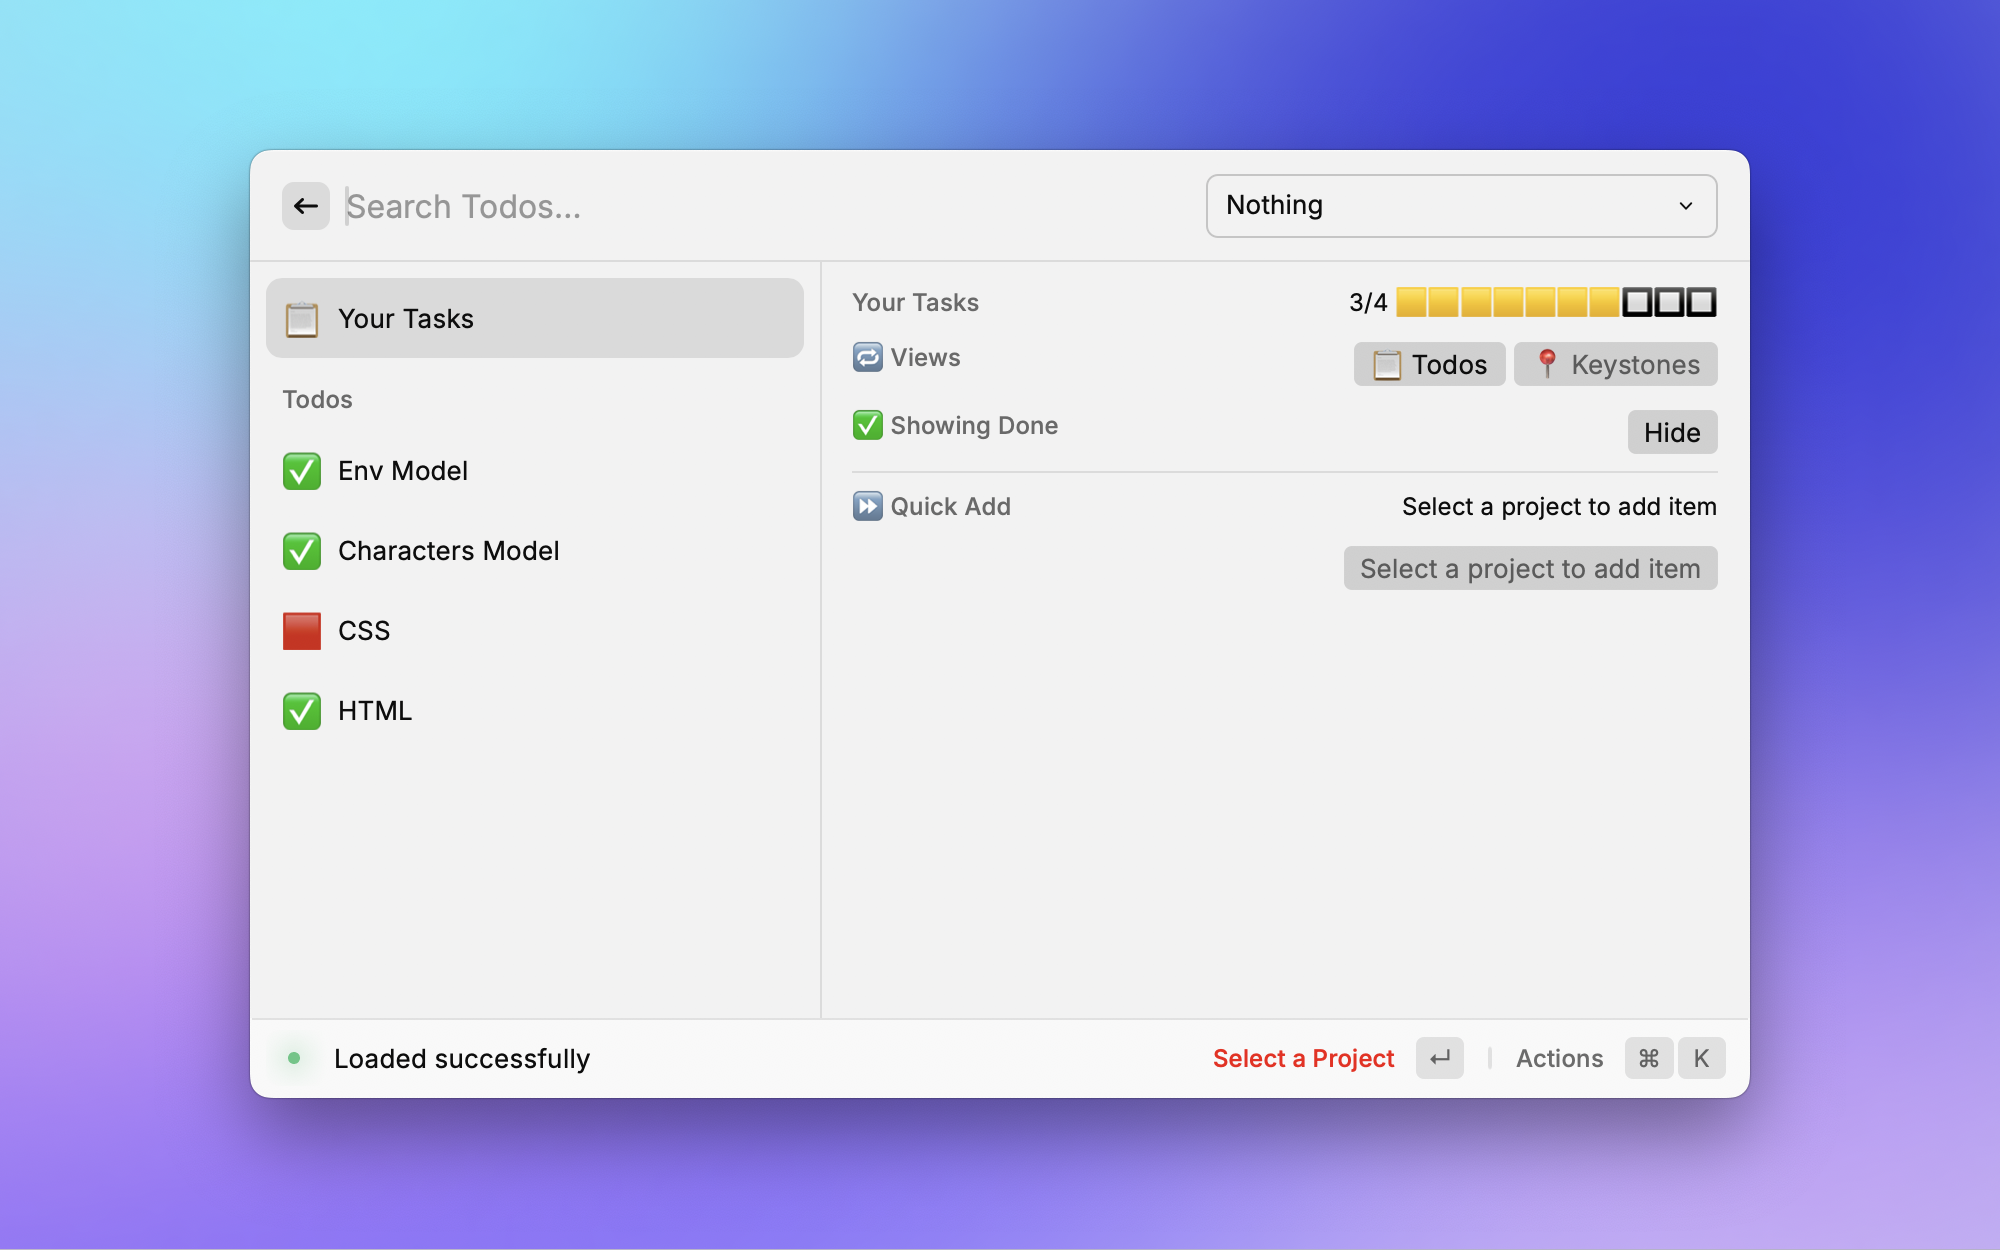 Search Todos...
Nothing
Your Tasks
Todos
Env Model
Characters Model
CSS
HTML
Your Tasks
3/4
Views
Todos
Keystones
Showing Done
Hide
Quick Add
Select a project to add item
Select a project to add item
Loaded successfully
Select a Project
Actions
⌘ K